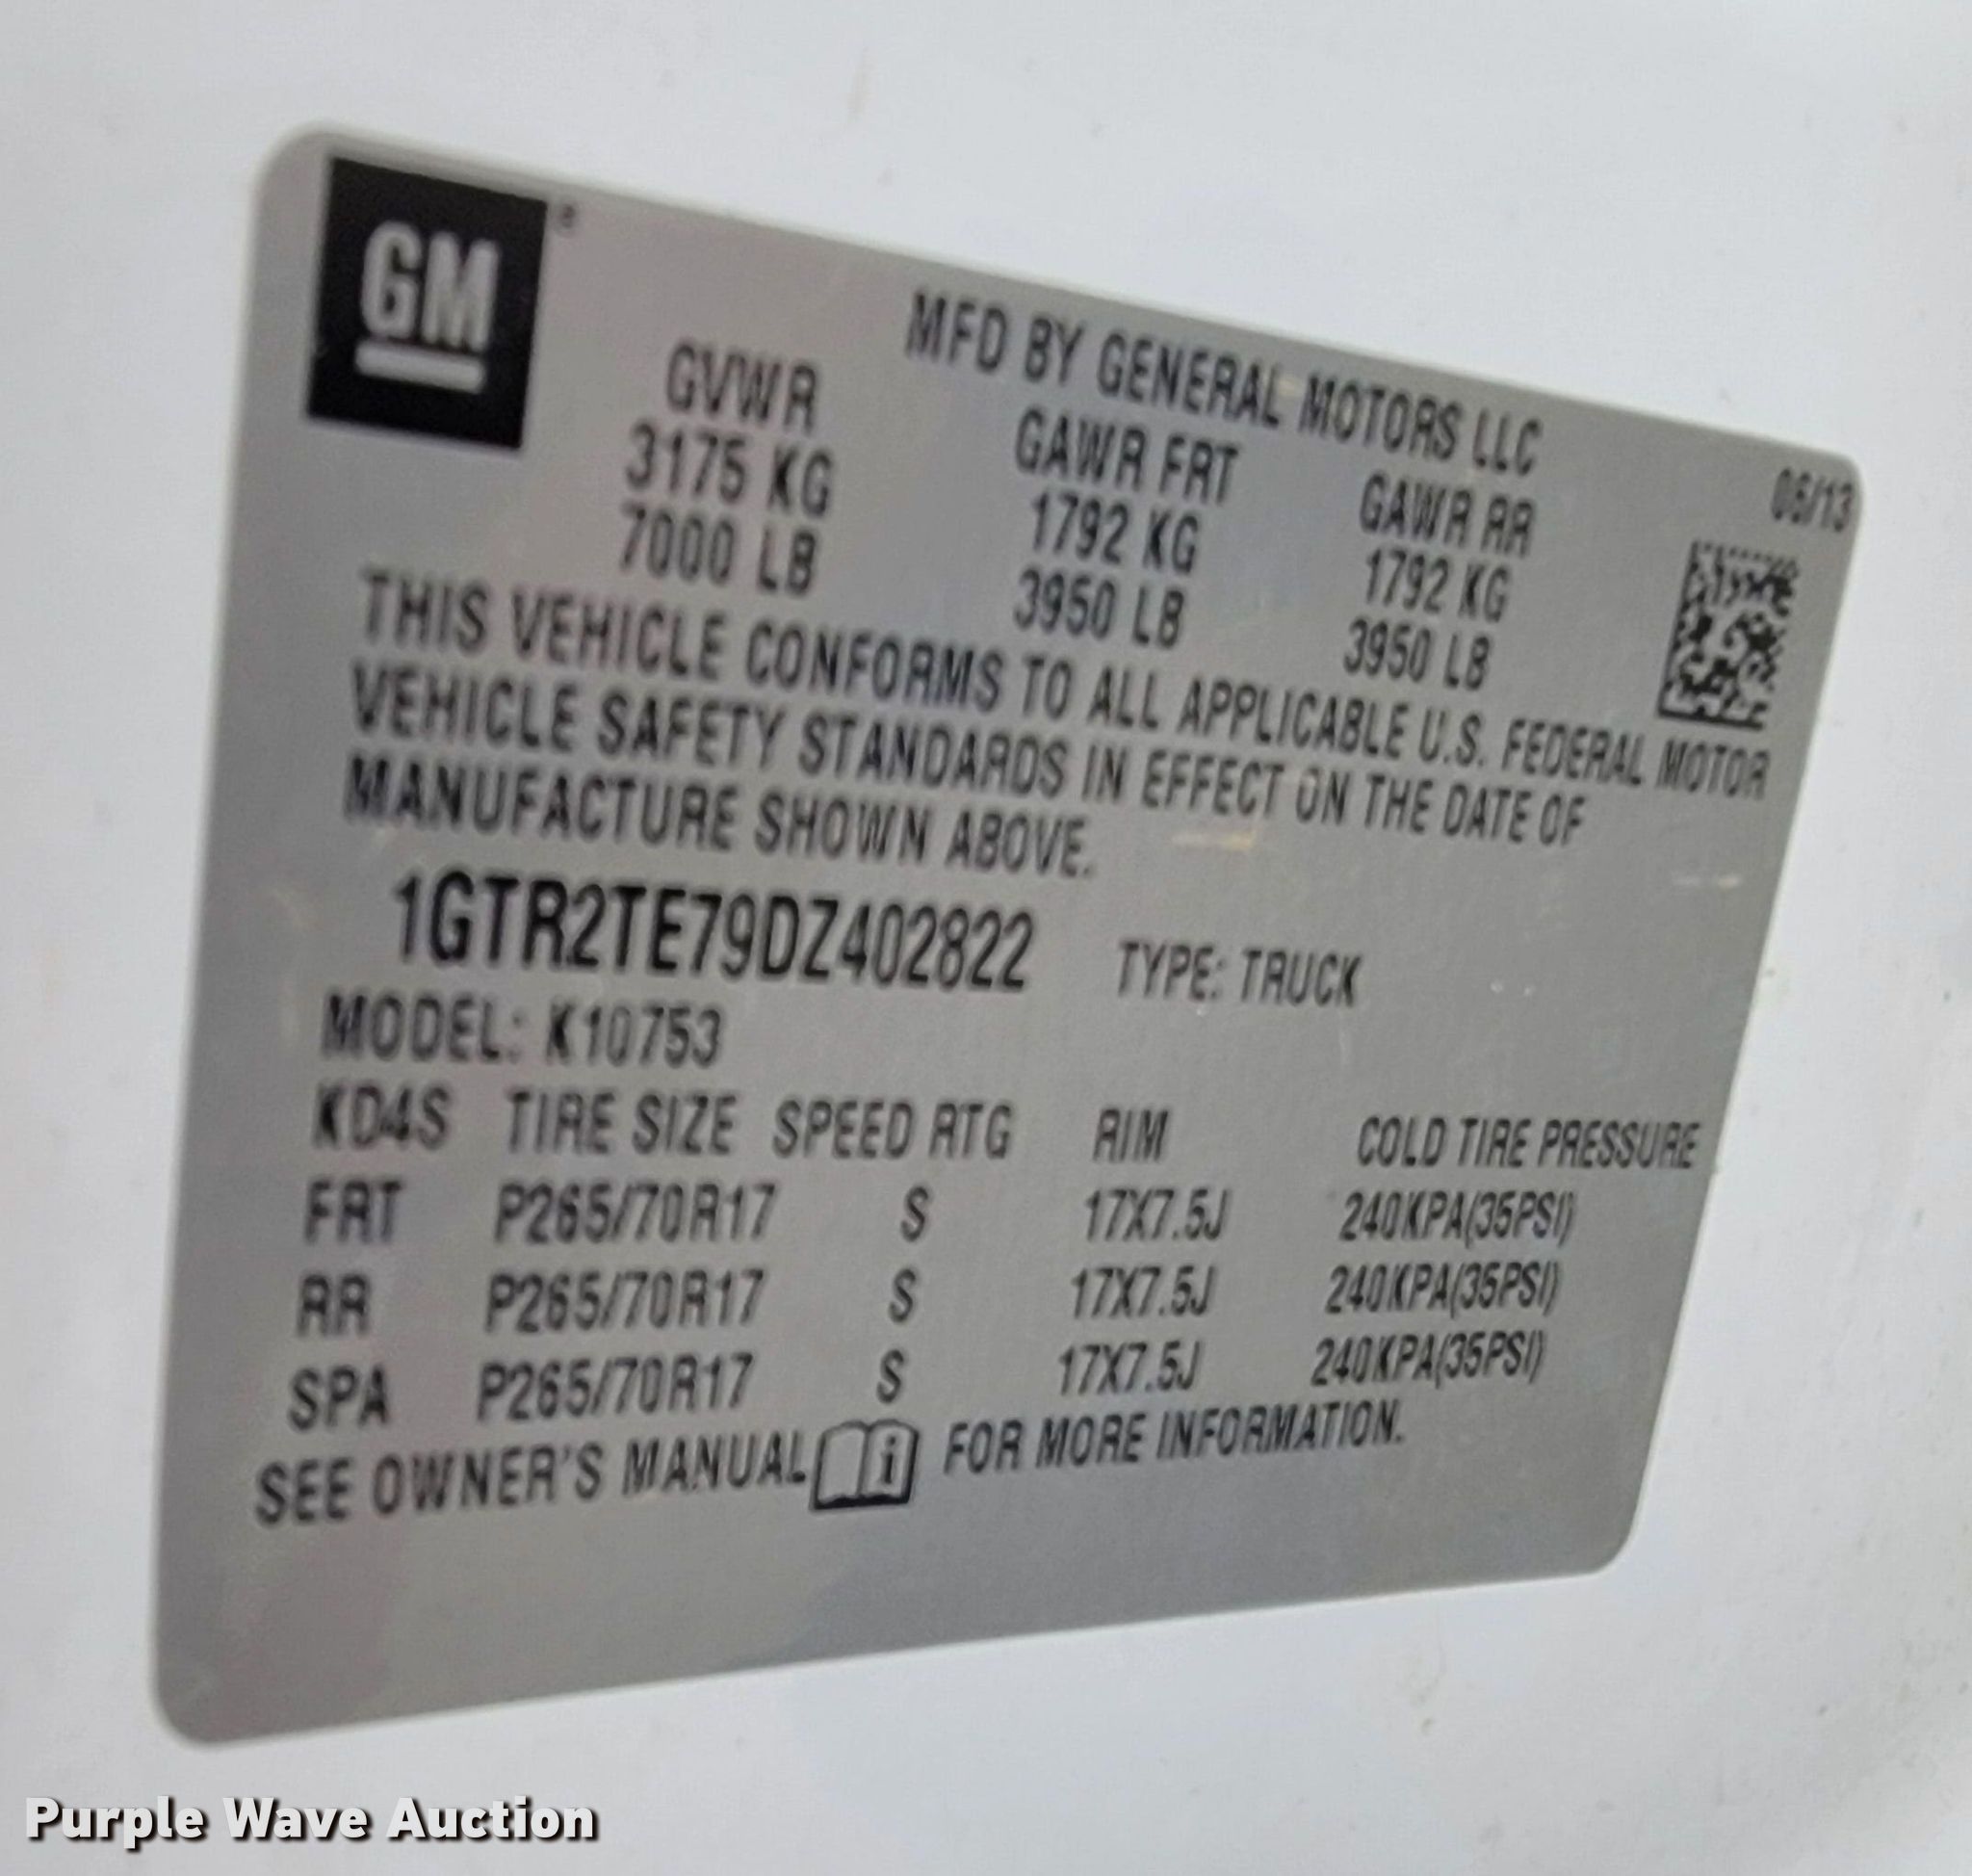 GM
MFD BY GENERAL MOTORS LLC
05/13
GVWR GAWR FRT GAWR RR
3175 KG 1792 KG 1792 KG
7000 LB 3950 LB 3950 LB
THIS VEHICLE CONFORMS TO ALL APPLICABLE U.S. FEDERAL MOTOR
VEHICLE SAFETY STANDARDS IN EFFECT ON THE DATE OF
MANUFACTURE SHOWN ABOVE.
1GTR2TE79DZ402822 TYPE: TRUCK
MODEL: K10753
KD4S TIRE SIZE SPEED RTG RIM COLD TIRE PRESSURE
FRT P265/70R17 S 17X7.5J 240KPA(35PSI)
RR P265/70R17 S 17X7.5J 240KPA(35PSI)
SPA P265/70R17 S 17X7.5J 240KPA(35PSI)
SEE OWNER'S MANUAL i FOR MORE INFORMATION.
Purple Wave Auction